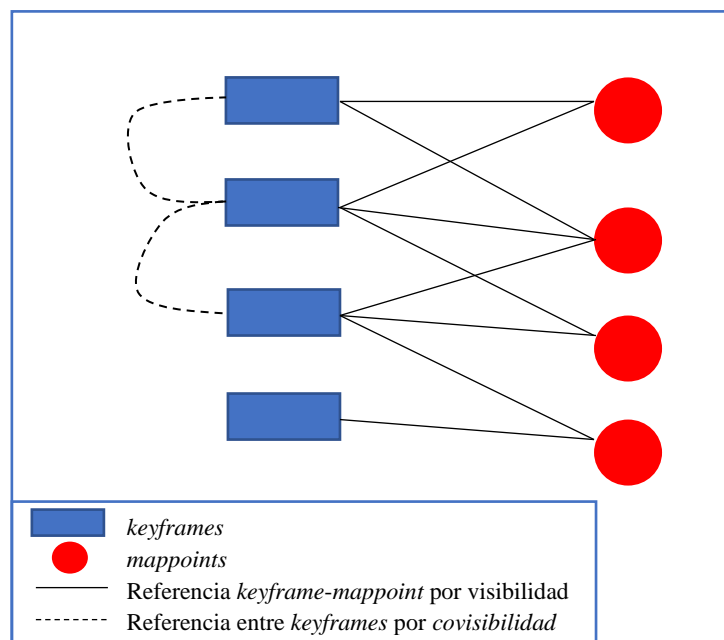 keyframes
mappoints
Referencia keyframe-mappoint por visibilidad
Referencia entre keyframes por covisibilidad